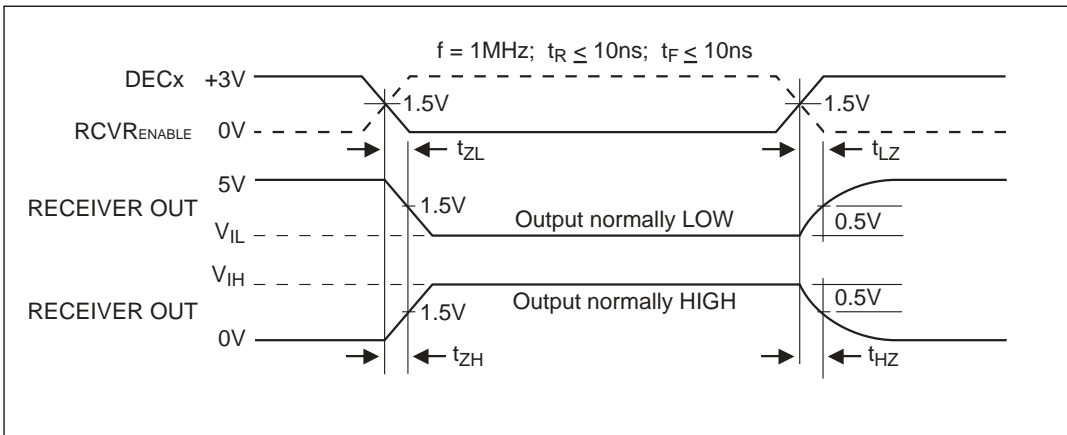 f = 1MHz; tR ≤ 10ns; tF ≤ 10ns
DECx +3V
1.5V 1.5V
RCVRENABLE 0V
tZL tLZ
5V
RECEIVER OUT 1.5V Output normally LOW 0.5V
VIL
VIH
RECEIVER OUT 1.5V Output normally HIGH 0.5V
0V
tZH tHZ